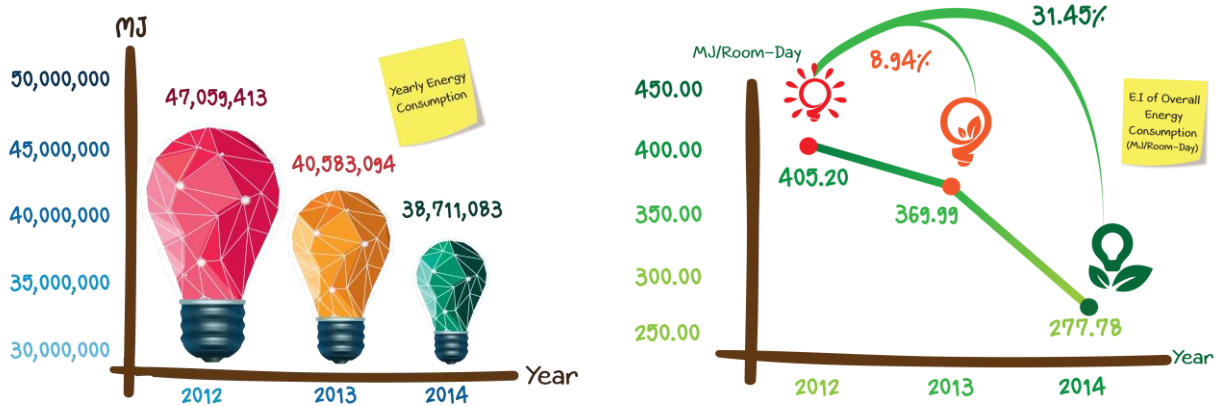 MJ
50,000,000
45,000,000
40,000,000
35,000,000
30,000,000
47,059,413
40,583,094
38,711,083
Yearly Energy
Consumption
2012
2013
2014
Year
MJ/Room-Day
450.00
400.00
350.00
300.00
250.00
31.45%
8.94%
405.20
369.99
277.78
E.I of Overall
Energy
Consumption
(MJ/Room-Day)
2012
2013
2014
Year